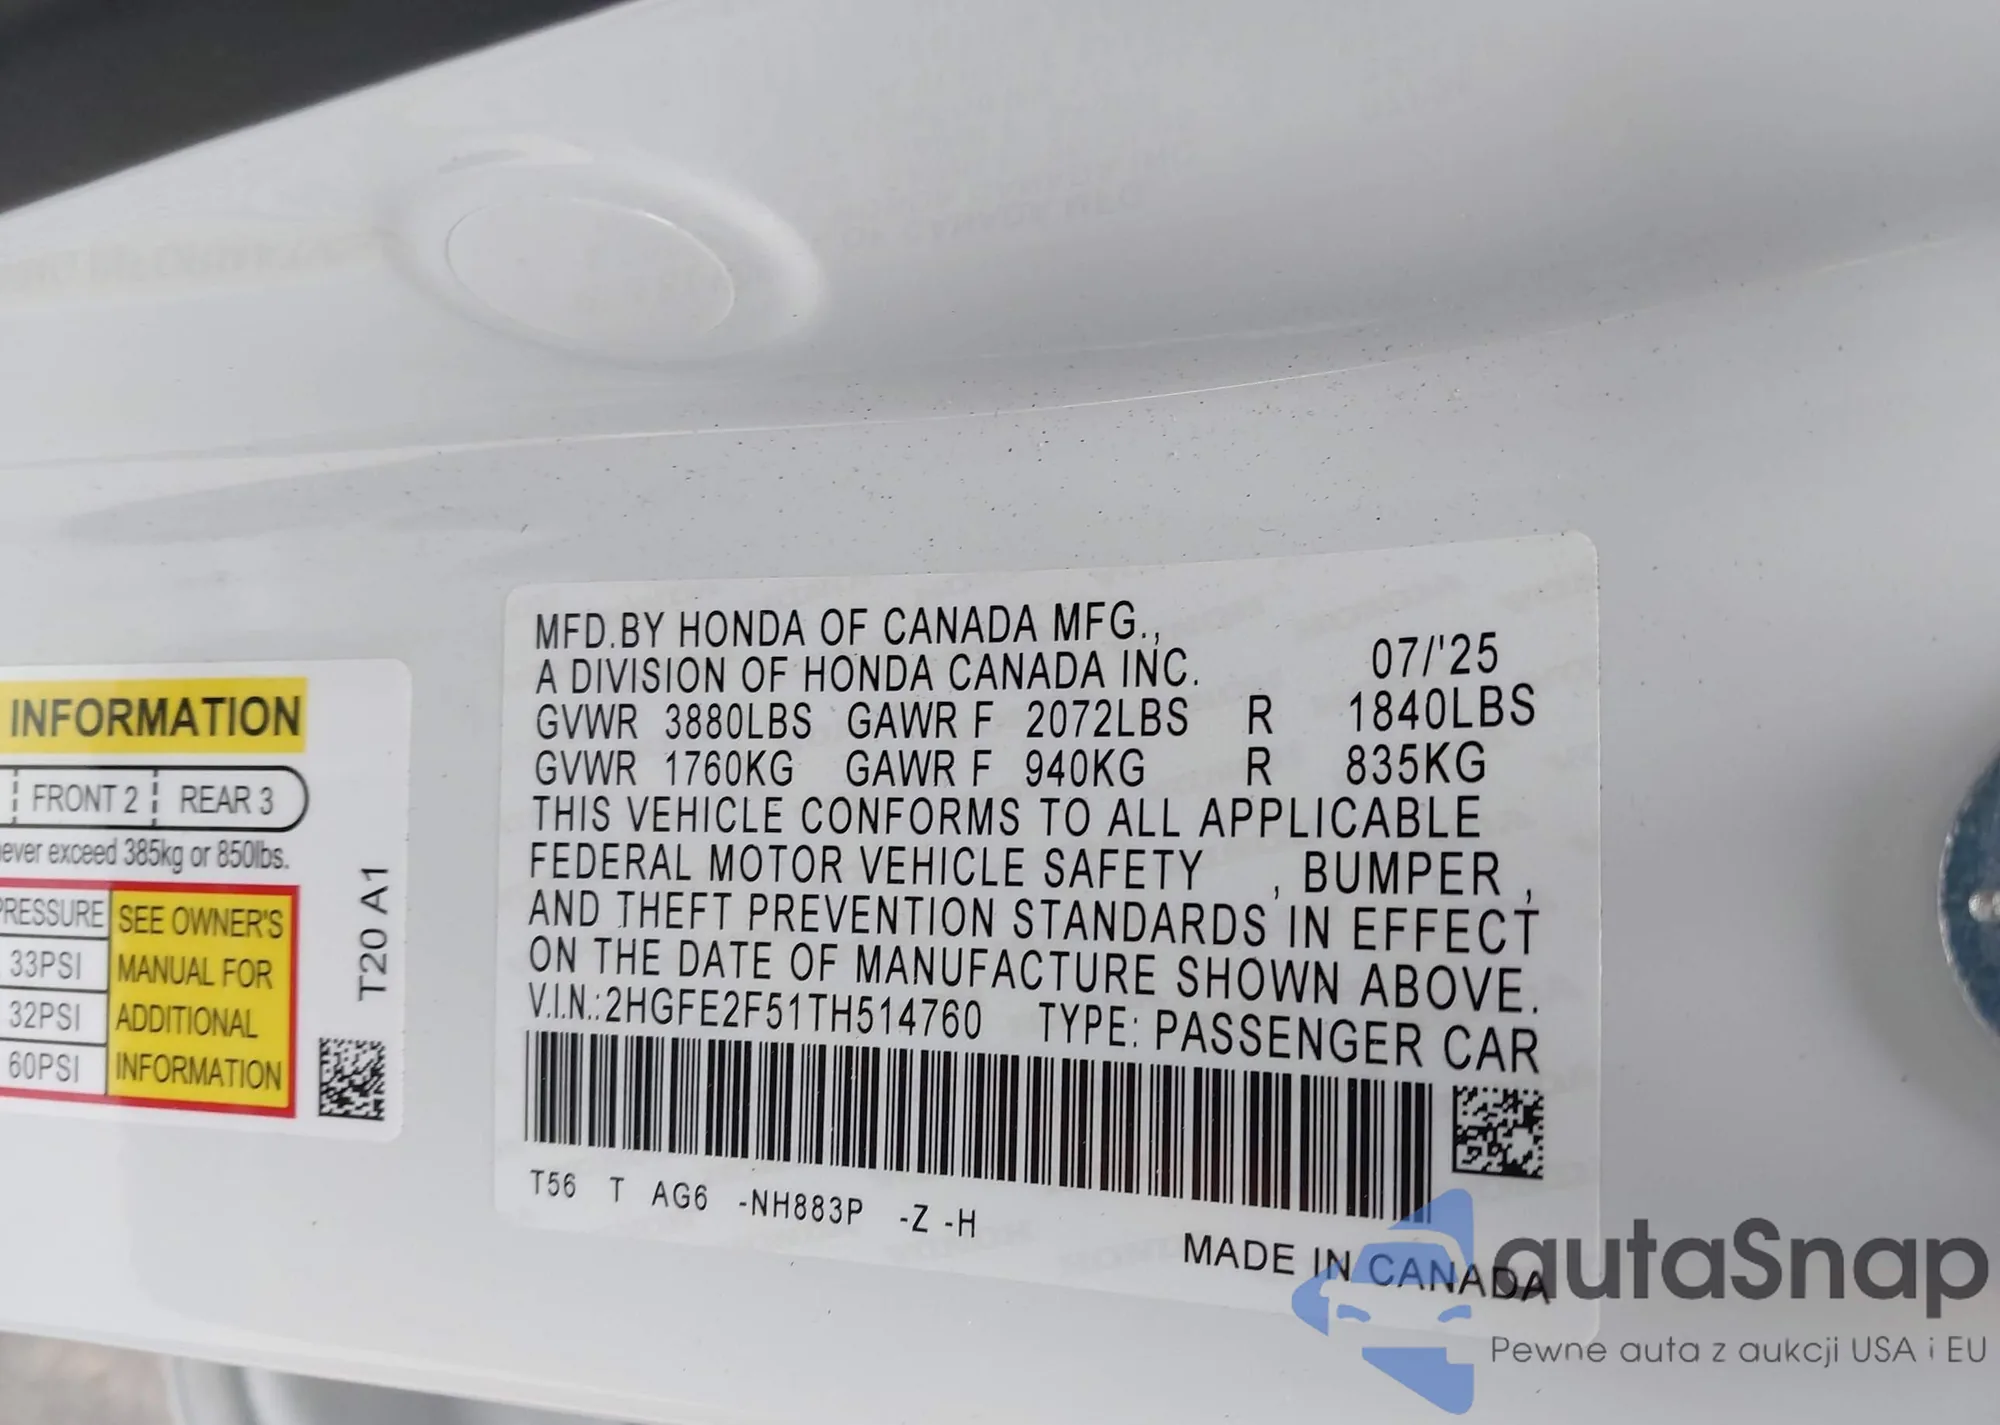 INFORMATION
FRONT 2 REAR 3
ever exceed 385kg or 850lbs.
PRESSURE SEE OWNER'S
33PSI MANUAL FOR
32PSI ADDITIONAL
60PSI INFORMATION
T20 A1
MFD.BY HONDA OF CANADA MFG.,
A DIVISION OF HONDA CANADA INC. 07/'25
GVWR 3880LBS GAWR F 2072LBS R 1840LBS
GVWR 1760KG GAWR F 940KG R 835KG
THIS VEHICLE CONFORMS TO ALL APPLICABLE
FEDERAL MOTOR VEHICLE SAFETY , BUMPER ,
AND THEFT PREVENTION STANDARDS IN EFFECT
ON THE DATE OF MANUFACTURE SHOWN ABOVE.
V.I.N.:2HGFE2F51TH514760 TYPE: PASSENGER CAR
T56 T AG6 -NH883P -Z -H
MADE IN CANADA
autaSnap
Pewne auta z aukcji USA i EU